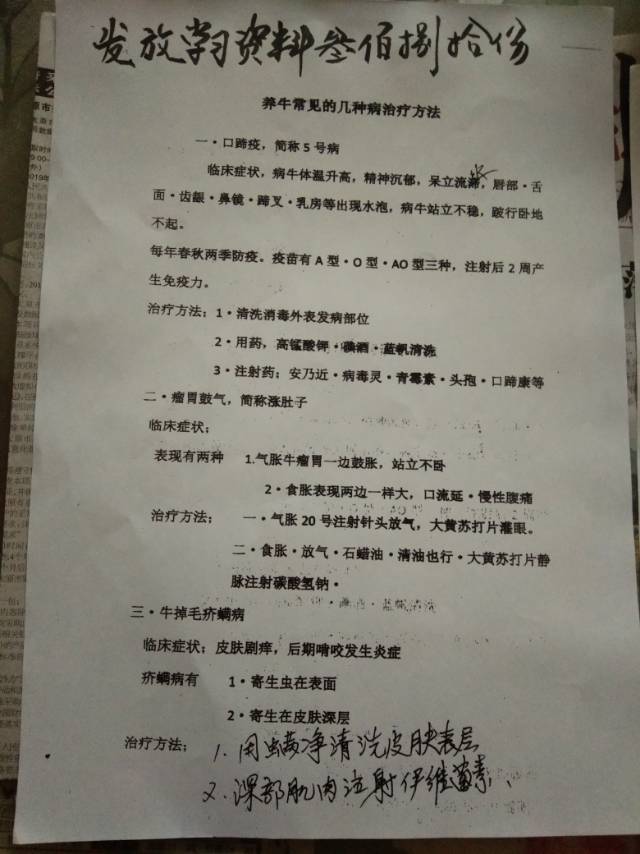 发放学习资料叁佰捌拾份
养牛常见的几种病治疗方法
一·口蹄疫，简称5号病
临床症状，病牛体温升高，精神沉郁，呆立流涎，唇部·舌
面·齿龈·鼻镜·蹄叉·乳房等出现水泡，病牛站立不稳，跛行卧地
不起。
每年春秋两季防疫。疫苗有A型·O型·AO型三种，注射后2周产
生免疫力。
治疗方法：1·清洗消毒外表发病部位
2·用药，高锰酸钾·碘酒·蓝矾清洗
3·注射药：安乃近·病毒灵·青霉素·头孢·口蹄康等
二·瘤胃鼓气，简称涨肚子
临床症状：
表现有两种 1.气胀牛瘤胃一边鼓胀，站立不卧
2·食胀表现两边一样大，口流延·慢性腹痛
治疗方法： 一·气胀20号注射针头放气，大黄苏打片灌眼。
二·食胀·放气·石蜡油·清油也行·大黄苏打片静
脉注射碳酸氢钠·
三·牛掉毛疥螨病
临床症状：皮肤剧痒，后期啃咬发生炎症
疥螨病有 1·寄生虫在表面
2·寄生在皮肤深层
治疗方法： 1.用螨净清洗皮肤表层
2.深部肌肉注射伊维菌素、